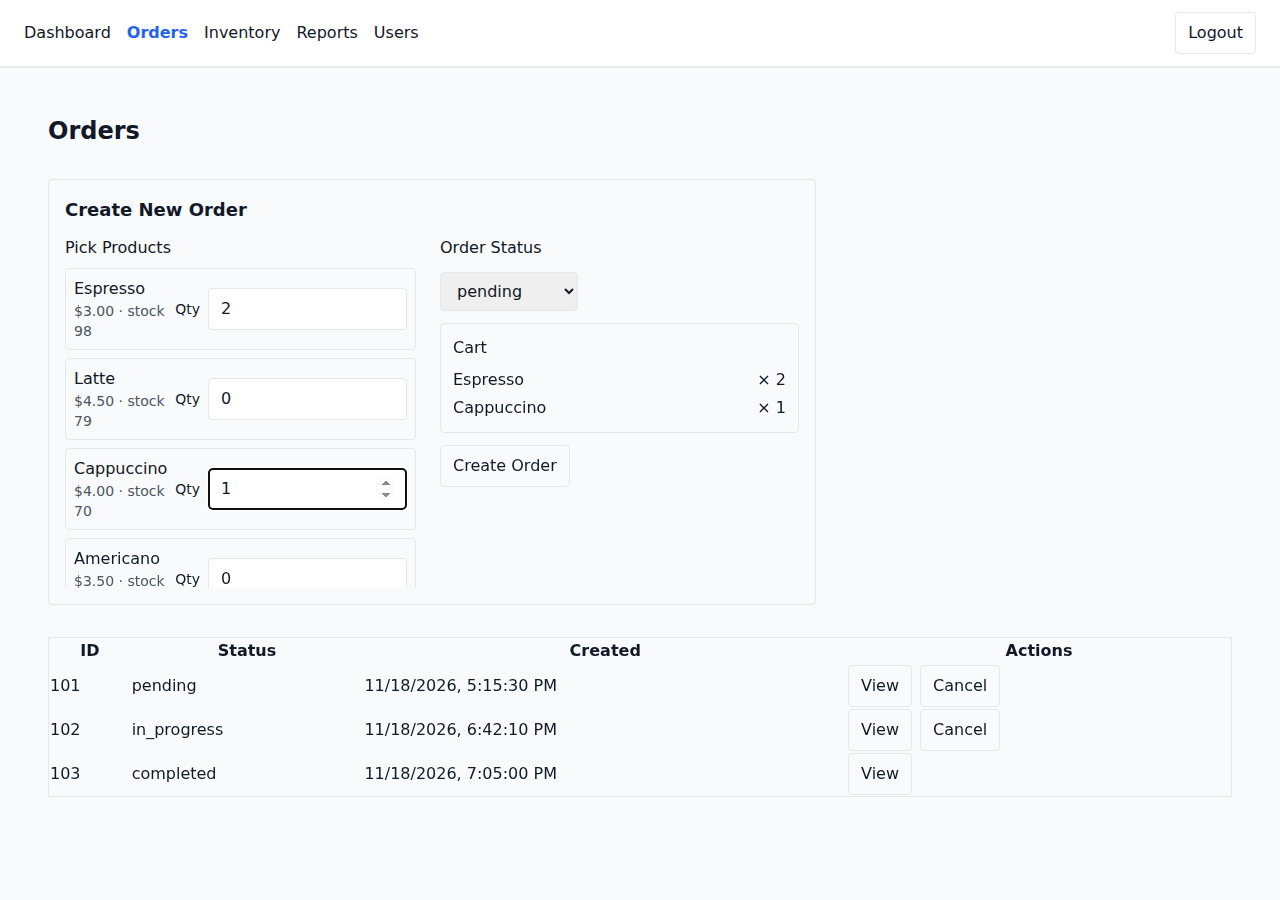 Dashboard Orders Inventory Reports Users Logout
Orders
Create New Order
Pick Products
Espresso
$3.00 · stock 98
Qty 2
Latte
$4.50 · stock 79
Qty 0
Cappuccino
$4.00 · stock 70
Qty 1
Americano
$3.50 · stock
Qty 0
Order Status
pending
Cart
Espresso × 2
Cappuccino × 1
Create Order
ID Status Created Actions
101 pending 11/18/2026, 5:15:30 PM View Cancel
102 in_progress 11/18/2026, 6:42:10 PM View Cancel
103 completed 11/18/2026, 7:05:00 PM View